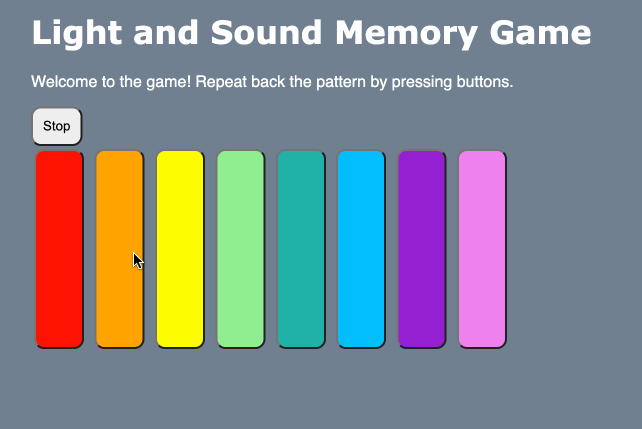 Light and Sound Memory Game
Welcome to the game! Repeat back the pattern by pressing buttons.
Stop